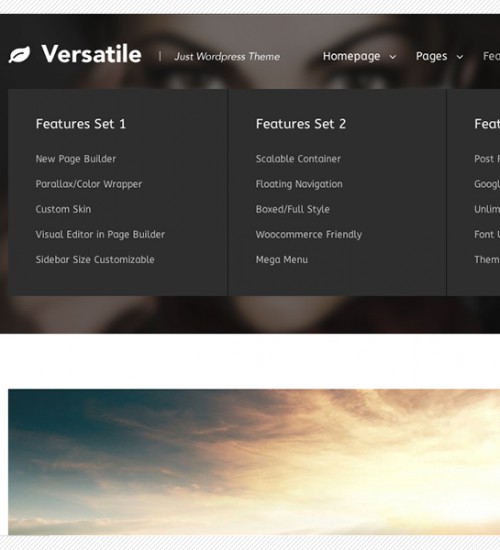 Versatile | Just Wordpress Theme Homepage Pages Fea
Features Set 1
New Page Builder
Parallax/Color Wrapper
Custom Skin
Visual Editor in Page Builder
Sidebar Size Customizable
Features Set 2
Scalable Container
Floating Navigation
Boxed/Full Style
Woocommerce Friendly
Mega Menu
Feat
Post F
Googl
Unlim
Font U
Them